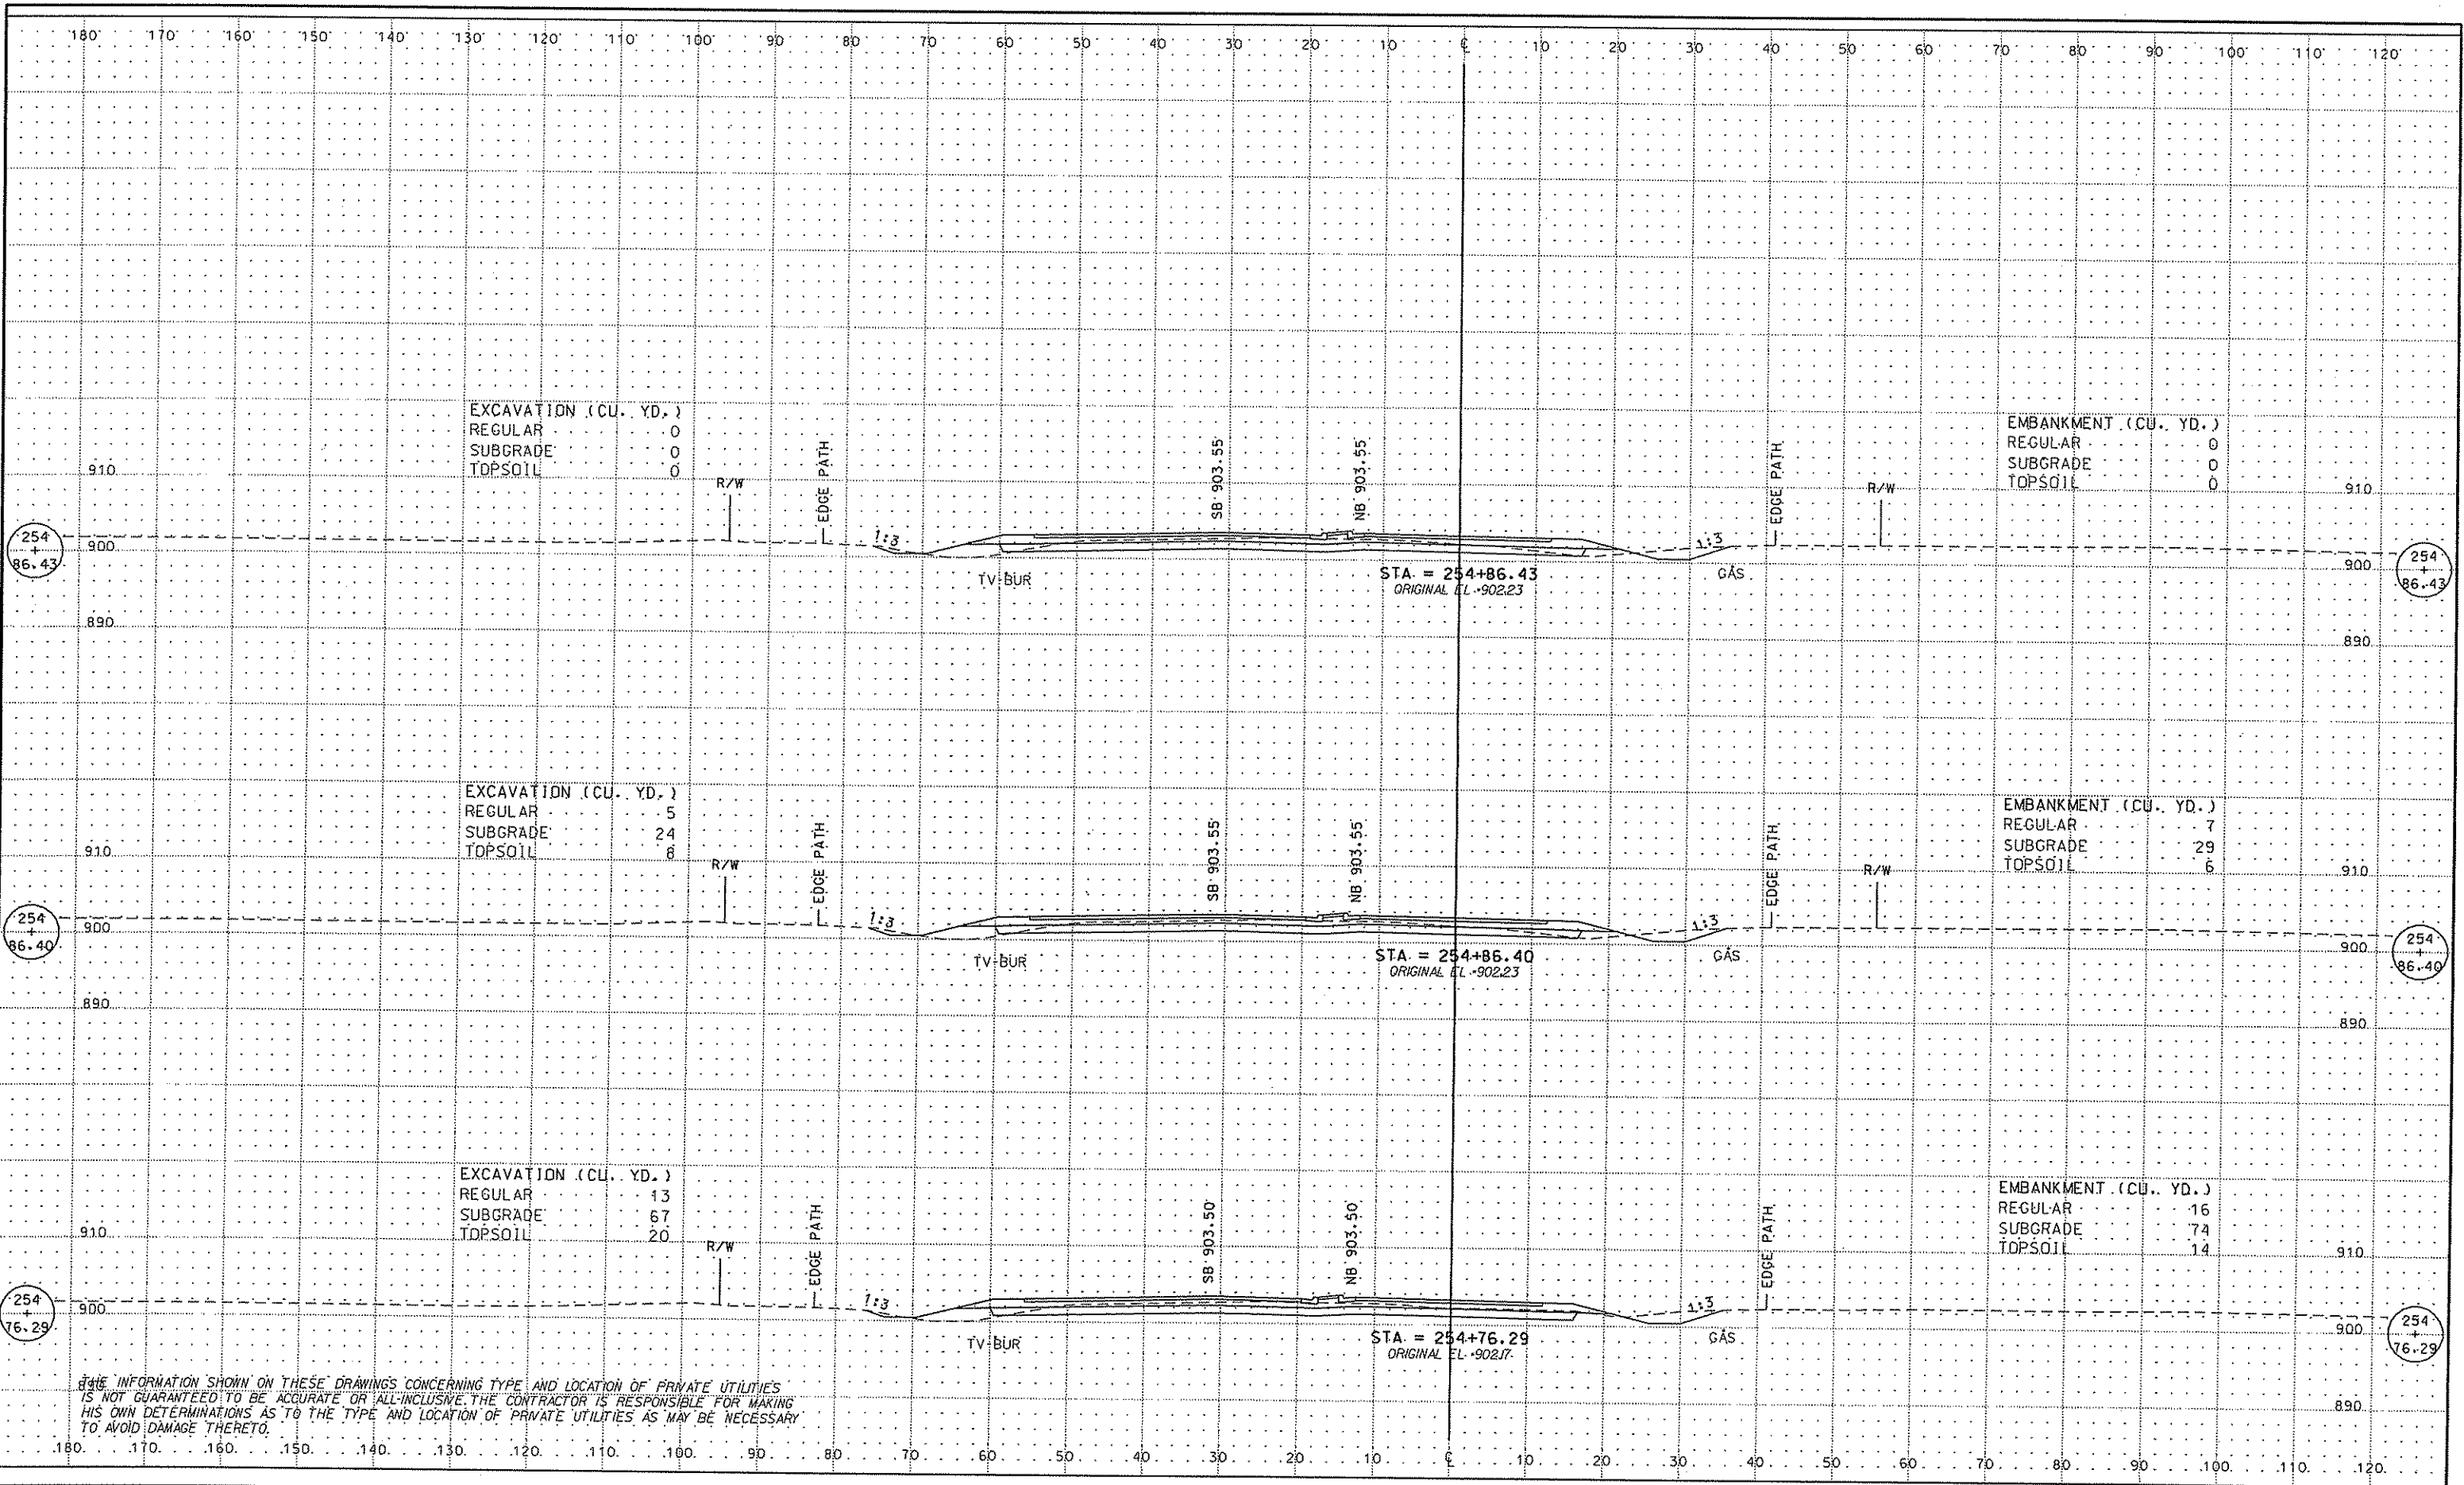 180 170 160 150 140 130 120 110 100 90 80 70 60 50 40 30 20 10 ℄ 10 20 30 40 50 60 70 80 90 100 110 120
EXCAVATION (CU. YD.)
REGULAR 0
SUBGRADE 0
TOPSOIL 0
EMBANKMENT (CU. YD.)
REGULAR 0
SUBGRADE 0
TOPSOIL 0
910 R/W EDGE PATH SB 903.55 NB 903.55 EDGE PATH R/W 910
254 + 86.43 900 1:3 1:3 900 254 + 86.43
TV-BUR STA = 254+86.43 GAS
ORIGINAL EL = 902.23
890 890
EXCAVATION (CU. YD.)
REGULAR 5
SUBGRADE 24
TOPSOIL 8
EMBANKMENT (CU. YD.)
REGULAR 7
SUBGRADE 29
TOPSOIL 6
910 R/W EDGE PATH SB 903.55 NB 903.55 EDGE PATH R/W 910
254 + 86.40 900 1:3 1:3 900 254 + 86.40
TV-BUR STA = 254+86.40 GAS
ORIGINAL EL = 902.23
890 890
EXCAVATION (CU. YD.)
REGULAR 13
SUBGRADE 67
TOPSOIL 20
EMBANKMENT (CU. YD.)
REGULAR 16
SUBGRADE 74
TOPSOIL 14
910 R/W EDGE PATH SB 903.50 NB 903.50 EDGE PATH 910
254 + 76.29 900 1:3 1:3 900 254 + 76.29
TV-BUR STA = 254+76.29 GAS
ORIGINAL EL = 902.17
890 890
THE INFORMATION SHOWN ON THESE DRAWINGS CONCERNING TYPE AND LOCATION OF PRIVATE UTILITIES
IS NOT GUARANTEED TO BE ACCURATE OR ALL-INCLUSIVE. THE CONTRACTOR IS RESPONSIBLE FOR MAKING
HIS OWN DETERMINATIONS AS TO THE TYPE AND LOCATION OF PRIVATE UTILITIES AS MAY BE NECESSARY
TO AVOID DAMAGE THERETO.
180 170 160 150 140 130 120 110 100 90 80 70 60 50 40 30 20 10 ℄ 10 20 30 40 50 60 70 80 90 100 110 120